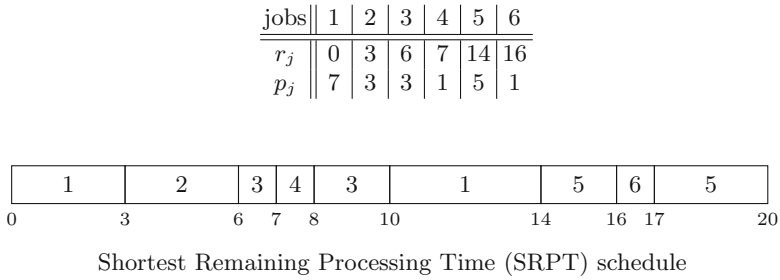 jobs 1 2 3 4 5 6
r_j 0 3 6 7 14 16
p_j 7 3 3 1 5 1
1 2 3 4 3 1 5 6 5
0 3 6 7 8 10 14 16 17 20
Shortest Remaining Processing Time (SRPT) schedule